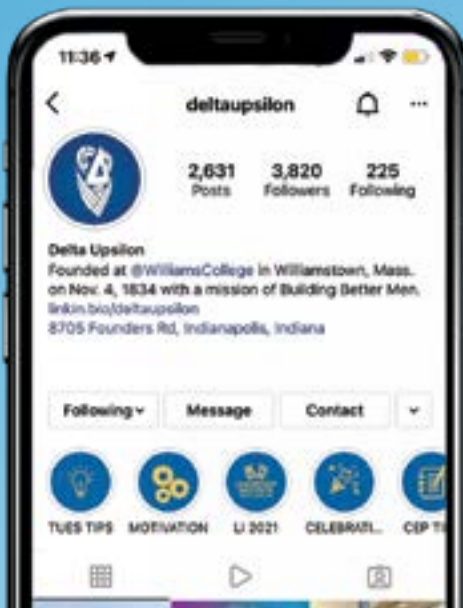 11:36
deltaupsilon
2,631 3,820 225
Posts Followers Following
Delta Upsilon
Founded at @WilliamsCollege in Williamstown, Mass.
on Nov. 4, 1834 with a mission of Building Better Men.
linkin.bio/deltaupsilon
8705 Founders Rd, Indianapolis, Indiana
Following Message Contact
TUES TIPS MOTIVATION LI 2021 CELEBRATI... CEP TI